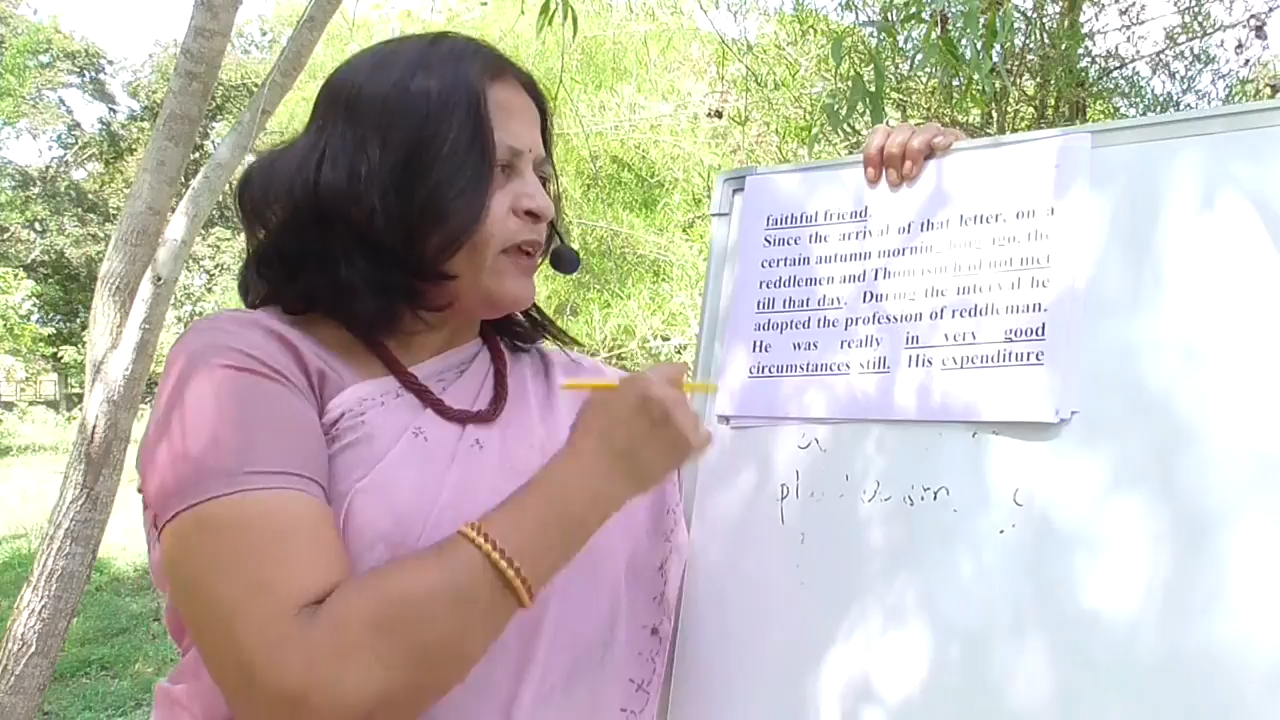 faithful friend.
Since the arrival of that letter, on a
certain autumn morning long ago, the
reddlemen and Thomasin had not met
till that day. During the interval he
adopted the profession of reddleman.
He was really in very good
circumstances still. His expenditure